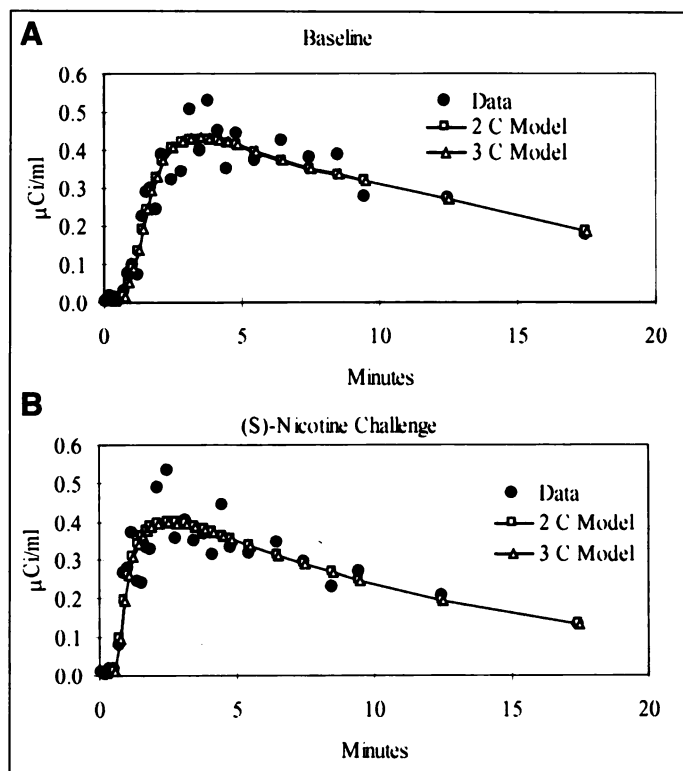 A
Baseline
0.6
0.5
0.4
0.3
0.2
0.1
0.0
µCi/ml
Data
2 C Model
3 C Model
0 5 10 15 20
Minutes
B
(S)-Nicotine Challenge
0.6
0.5
0.4
0.3
0.2
0.1
0.0
µCi/ml
Data
2 C Model
3 C Model
0 5 10 15 20
Minutes